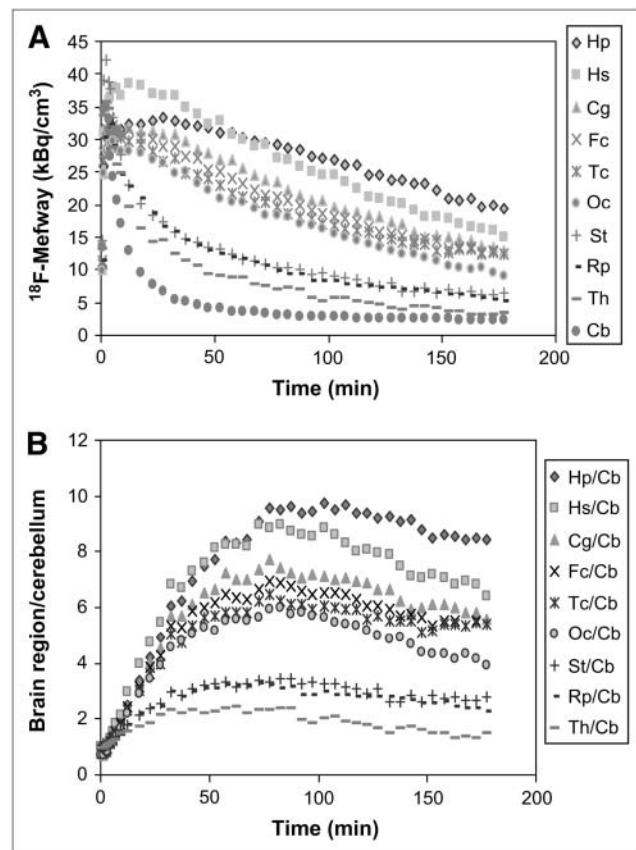 A
45
40
35
30
25
20
15
10
5
0
¹⁸F-Mefway (kBq/cm³)
0 50 100 150 200
Time (min)
Hp
Hs
Cg
Fc
Tc
Oc
St
Rp
Th
Cb
B
12
10
8
6
4
2
0
Brain region/cerebellum
0 50 100 150 200
Time (min)
Hp/Cb
Hs/Cb
Cg/Cb
Fc/Cb
Tc/Cb
Oc/Cb
St/Cb
Rp/Cb
Th/Cb